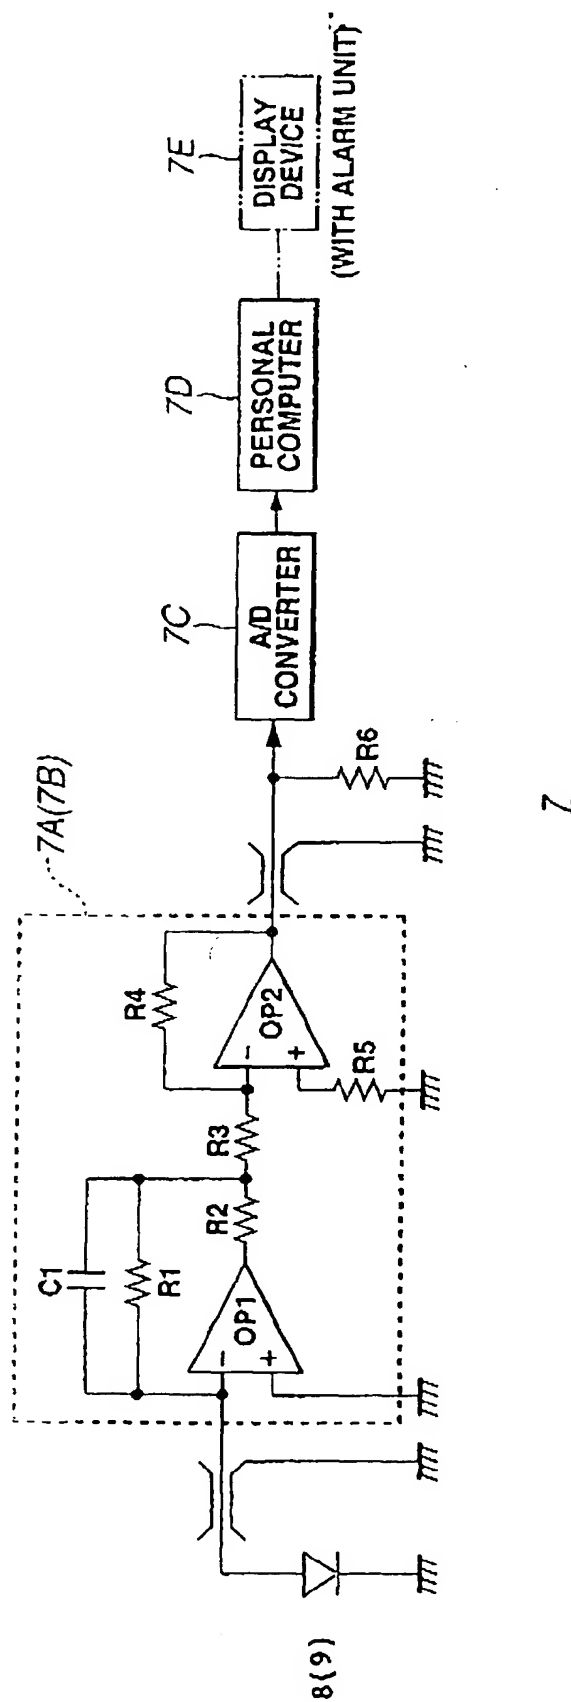 8(9)
7A(7B)
C1
R1
OP1
−
+
R2
R3
R4
OP2
−
+
R5
R6
7C
A/D
CONVERTER
7D
PERSONAL
COMPUTER
7E
DISPLAY
DEVICE
(WITH ALARM UNIT)
7